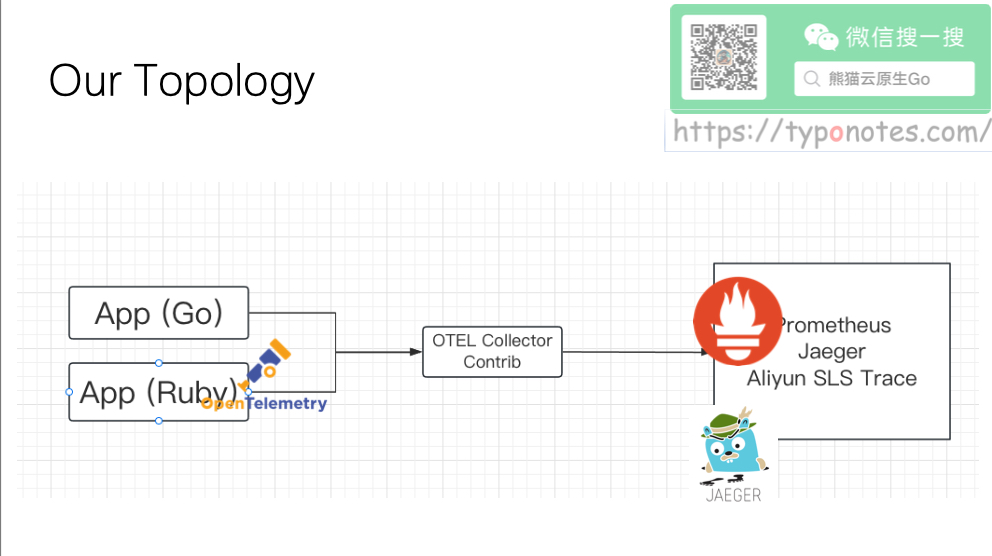 Our Topology
微信搜一搜
熊猫云原生Go
https://typonotes.com/
App (Go)
App (Ruby)
OpenTelemetry
OTEL Collector
Contrib
Prometheus
Jaeger
Aliyun SLS Trace
JAEGER